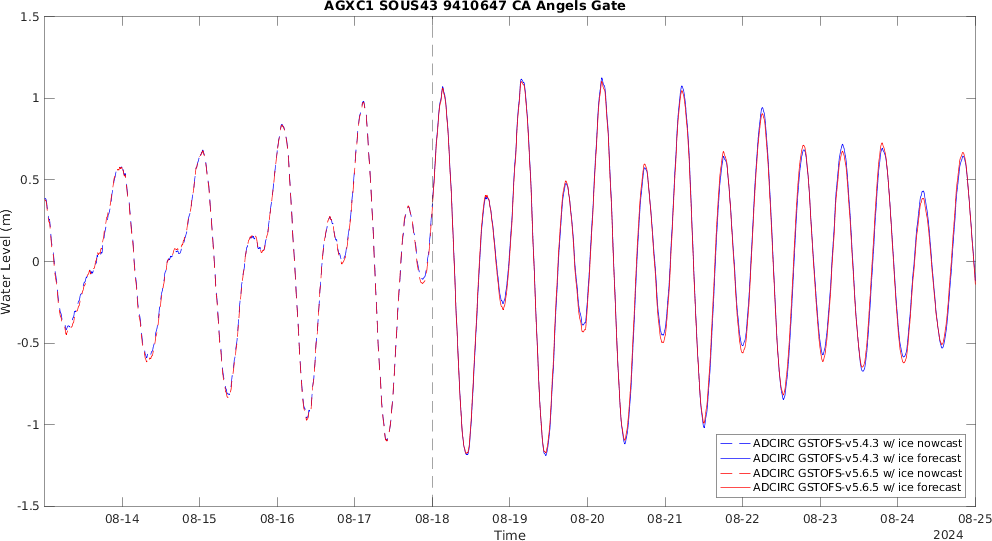 AGXC1 SOUS43 9410647 CA Angels Gate
1.5
1
0.5
0
-0.5
-1
-1.5
Water Level (m)
ADCIRC GSTOFS-v5.4.3 w/ ice nowcast
ADCIRC GSTOFS-v5.4.3 w/ ice forecast
ADCIRC GSTOFS-v5.6.5 w/ ice nowcast
ADCIRC GSTOFS-v5.6.5 w/ ice forecast
08-14 08-15 08-16 08-17 08-18 08-19 08-20 08-21 08-22 08-23 08-24 08-25
Time
2024